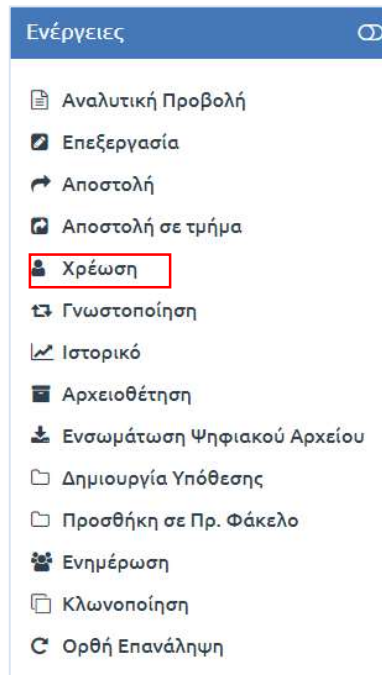 Ενέργειες
Αναλυτική Προβολή
Επεξεργασία
Αποστολή
Αποστολή σε τμήμα
Χρέωση
Γνωστοποίηση
Ιστορικό
Αρχειοθέτηση
Ενσωμάτωση Ψηφιακού Αρχείου
Δημιουργία Υπόθεσης
Προσθήκη σε Πρ. Φάκελο
Ενημέρωση
Κλωνοποίηση
Ορθή Επανάληψη